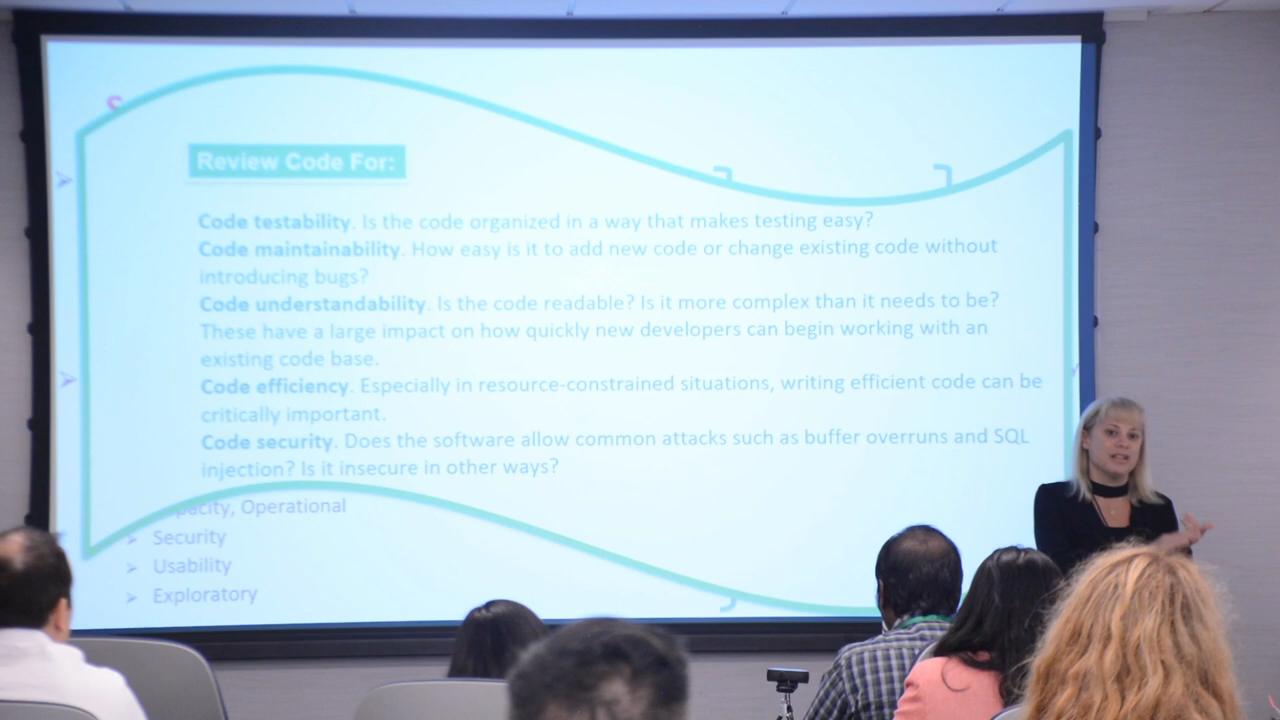 Review Code For:
Code testability. Is the code organized in a way that makes testing easy?
Code maintainability. How easy is it to add new code or change existing code without
introducing bugs?
Code understandability. Is the code readable? Is it more complex than it needs to be?
These have a large impact on how quickly new developers can begin working with an
existing code base.
Code efficiency. Especially in resource-constrained situations, writing efficient code can be
critically important.
Code security. Does the software allow common attacks such as buffer overruns and SQL
injection? Is it insecure in other ways?
pacity, Operational
➢ Security
➢ Usability
➢ Exploratory